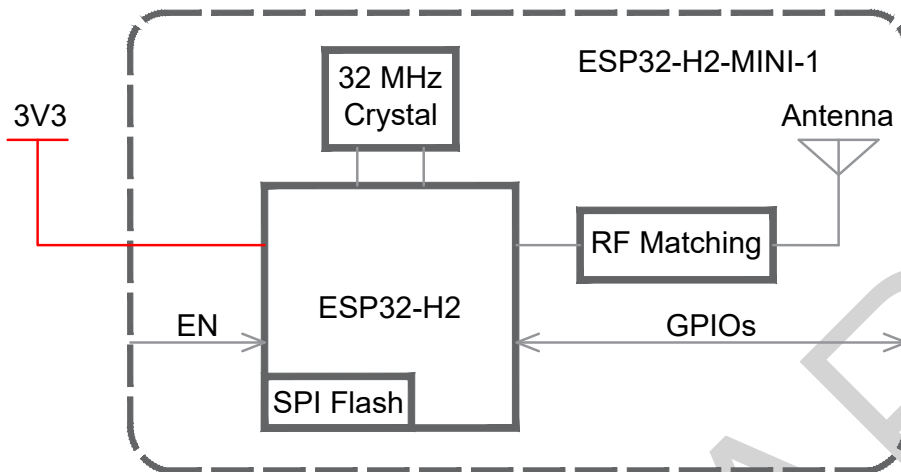 ESP32-H2-MINI-1
32 MHz
Crystal
3V3
Antenna
RF Matching
ESP32-H2
EN
GPIOs
SPI Flash